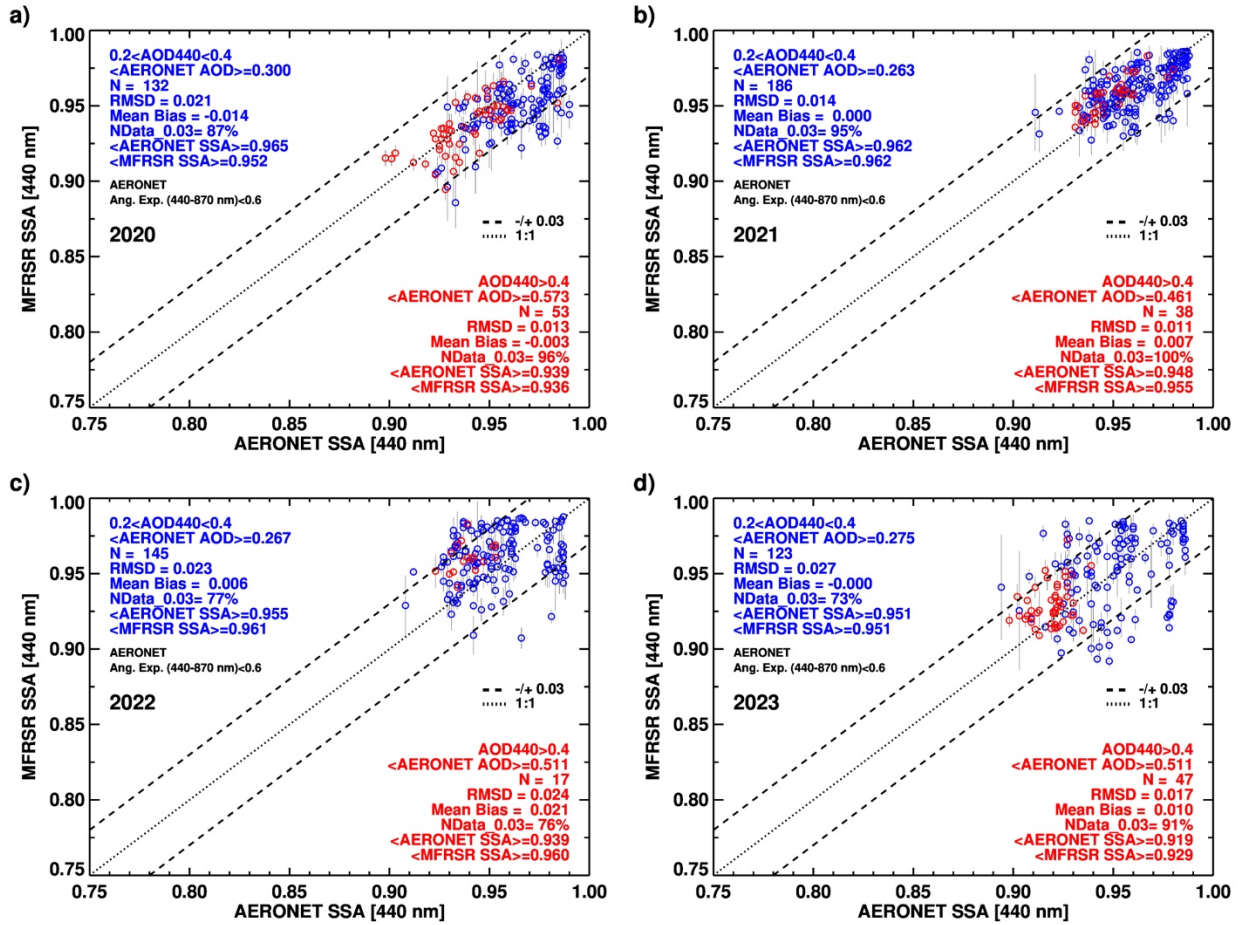 a)
1.00
0.95
0.90
0.85
0.80
0.75
MFRSR SSA [440 nm]
0.2<AOD440<0.4
<AERONET AOD>=0.300
N = 132
RMSD = 0.021
Mean Bias = -0.014
NData_0.03= 87%
<AERONET SSA>=0.965
<MFRSR SSA>=0.952
AERONET
Ang. Exp. (440-870 nm)<0.6
2020
-/+ 0.03
1:1
AOD440>0.4
<AERONET AOD>=0.573
N = 53
RMSD = 0.013
Mean Bias = -0.003
NData_0.03= 96%
<AERONET SSA>=0.939
<MFRSR SSA>=0.936
0.75 0.80 0.85 0.90 0.95 1.00
AERONET SSA [440 nm]
b)
1.00
0.95
0.90
0.85
0.80
0.75
MFRSR SSA [440 nm]
0.2<AOD440<0.4
<AERONET AOD>=0.263
N = 186
RMSD = 0.014
Mean Bias = 0.000
NData_0.03= 95%
<AERONET SSA>=0.962
<MFRSR SSA>=0.962
AERONET
Ang. Exp. (440-870 nm)<0.6
2021
-/+ 0.03
1:1
AOD440>0.4
<AERONET AOD>=0.461
N = 38
RMSD = 0.011
Mean Bias = 0.007
NData_0.03=100%
<AERONET SSA>=0.948
<MFRSR SSA>=0.955
0.75 0.80 0.85 0.90 0.95 1.00
AERONET SSA [440 nm]
c)
1.00
0.95
0.90
0.85
0.80
0.75
MFRSR SSA [440 nm]
0.2<AOD440<0.4
<AERONET AOD>=0.267
N = 145
RMSD = 0.023
Mean Bias = 0.006
NData_0.03= 77%
<AERONET SSA>=0.955
<MFRSR SSA>=0.961
AERONET
Ang. Exp. (440-870 nm)<0.6
2022
-/+ 0.03
1:1
AOD440>0.4
<AERONET AOD>=0.511
N = 17
RMSD = 0.024
Mean Bias = 0.021
NData_0.03= 76%
<AERONET SSA>=0.939
<MFRSR SSA>=0.960
0.75 0.80 0.85 0.90 0.95 1.00
AERONET SSA [440 nm]
d)
1.00
0.95
0.90
0.85
0.80
0.75
MFRSR SSA [440 nm]
0.2<AOD440<0.4
<AERONET AOD>=0.275
N = 123
RMSD = 0.027
Mean Bias = -0.000
NData_0.03= 73%
<AERONET SSA>=0.951
<MFRSR SSA>=0.951
AERONET
Ang. Exp. (440-870 nm)<0.6
2023
-/+ 0.03
1:1
AOD440>0.4
<AERONET AOD>=0.511
N = 47
RMSD = 0.017
Mean Bias = 0.010
NData_0.03= 91%
<AERONET SSA>=0.919
<MFRSR SSA>=0.929
0.75 0.80 0.85 0.90 0.95 1.00
AERONET SSA [440 nm]